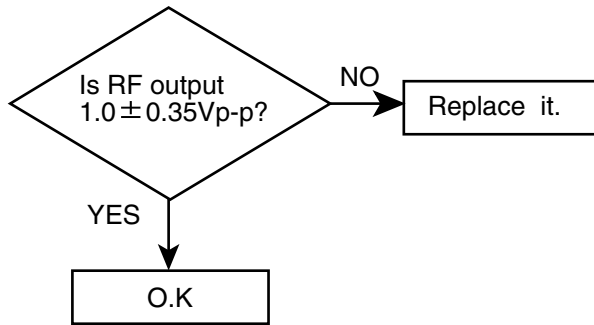 Is RF output
1.0±0.35Vp-p?
NO
Replace it.
YES
O.K